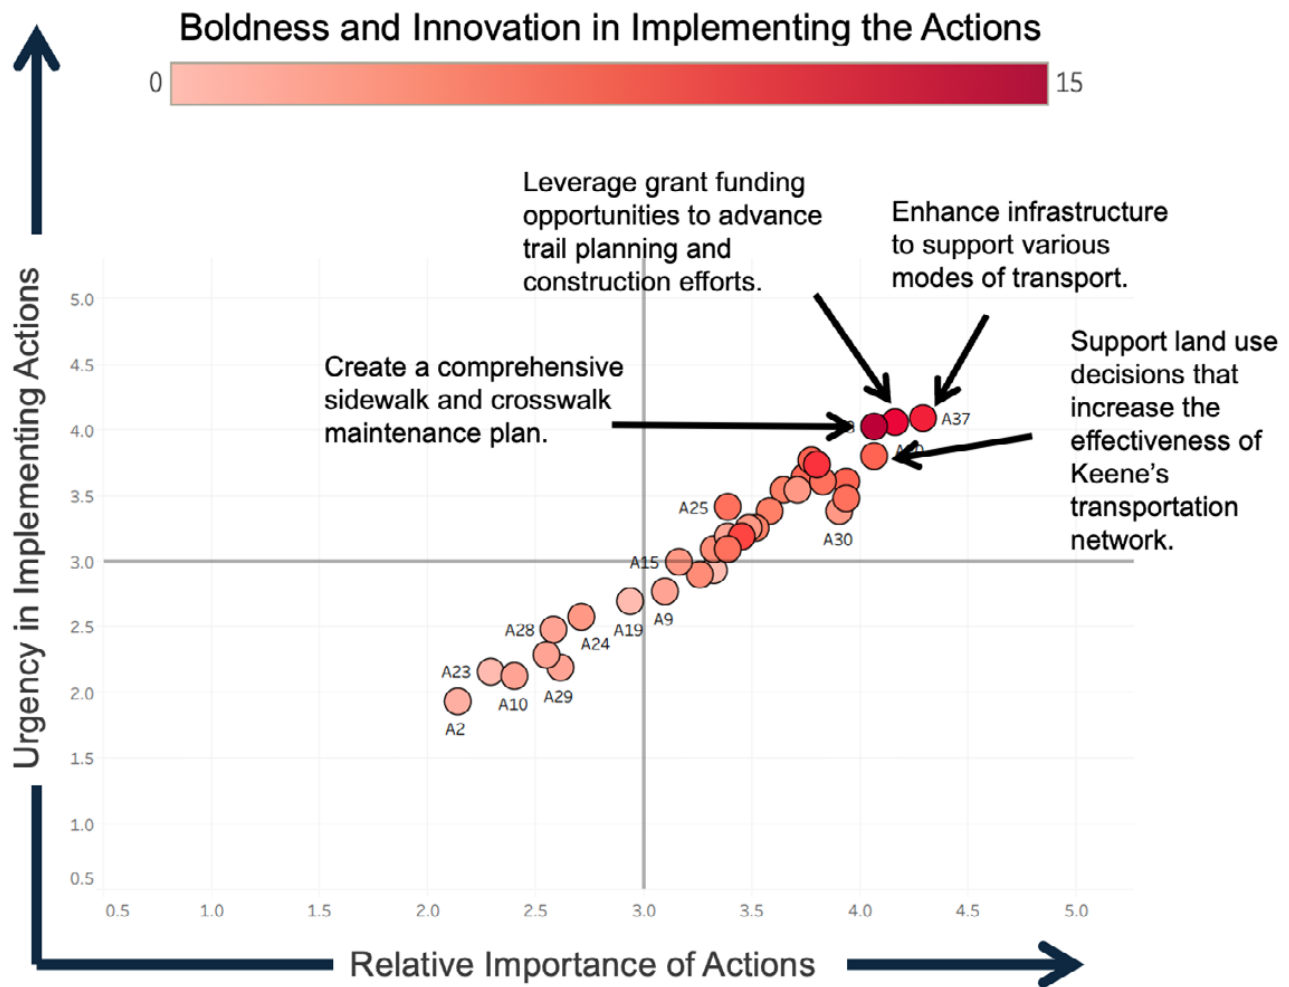 Boldness and Innovation in Implementing the Actions
0
15
Leverage grant funding
opportunities to advance
trail planning and
construction efforts.
Enhance infrastructure
to support various
modes of transport.
Support land use
decisions that
increase the
effectiveness of
Keene’s
transportation
network.
Create a comprehensive
sidewalk and crosswalk
maintenance plan.
Urgency in Implementing Actions
5.0
4.5
4.0
3.5
3.0
2.5
2.0
1.5
1.0
0.5
A37
A25
A30
A15
A9
A19
A28
A24
A23
A10
A29
A2
0.5 1.0 1.5 2.0 2.5 3.0 3.5 4.0 4.5 5.0
Relative Importance of Actions